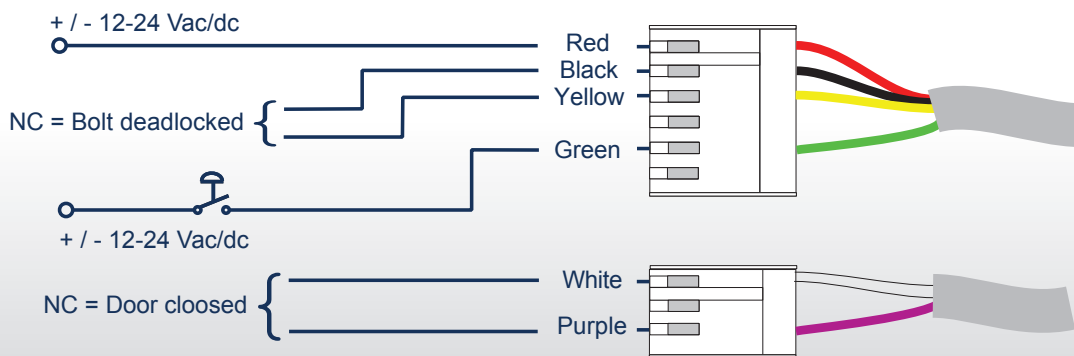 + / - 12-24 Vac/dc
Red
Black
Yellow
NC = Bolt deadlocked
Green
+ / - 12-24 Vac/dc
White
NC = Door cloosed
Purple